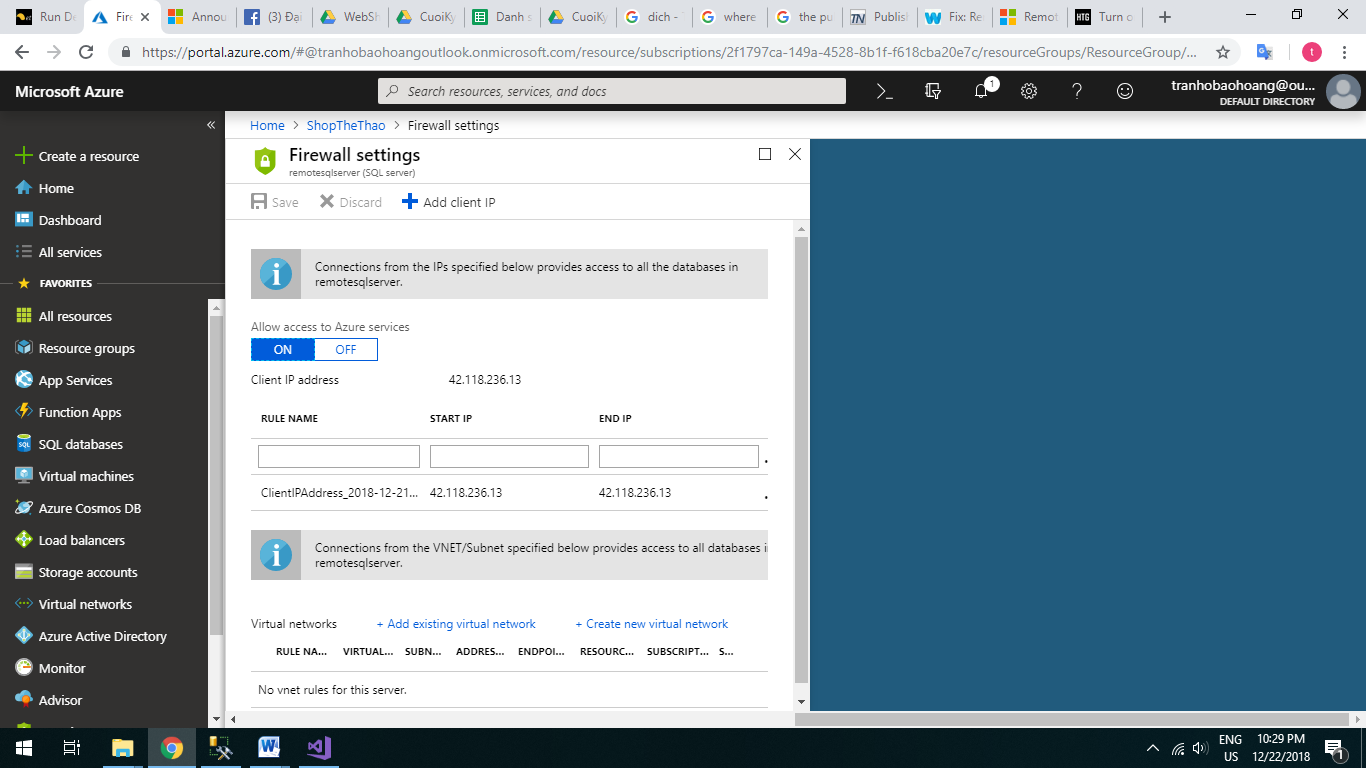 Run De
Fire
Annou
(3) Đại
WebSh
CuoiKy
Danh s
CuoiKy
dich -
where
the pu
TN Publish
Fix: Re
Remot
HTG Turn o
https://portal.azure.com/#@tranhobaohoangoutlook.onmicrosoft.com/resource/subscriptions/2f1797ca-149a-4528-8b1f-f618cba20e7c/resourceGroups/ResourceGroup/...
t
Microsoft Azure
Search resources, services, and docs
1
tranhobaohoang@ou...
DEFAULT DIRECTORY
Create a resource
Home
Dashboard
All services
FAVORITES
All resources
Resource groups
App Services
Function Apps
SQL databases
Virtual machines
Azure Cosmos DB
Load balancers
Storage accounts
Virtual networks
Azure Active Directory
Monitor
Advisor
Home > ShopTheThao > Firewall settings
Firewall settings
remotesqlserver (SQL server)
Save Discard Add client IP
Connections from the IPs specified below provides access to all the databases in
remotesqlserver.
Allow access to Azure services
ON OFF
Client IP address 42.118.236.13
RULE NAME START IP END IP
ClientIPAddress_2018-12-21... 42.118.236.13 42.118.236.13
Connections from the VNET/Subnet specified below provides access to all databases i
remotesqlserver.
Virtual networks + Add existing virtual network + Create new virtual network
RULE NA... VIRTUAL... SUBN... ADDRES... ENDPOI... RESOURC... SUBSCRIPT... S...
No vnet rules for this server.
ENG
US
10:29 PM
12/22/2018
1